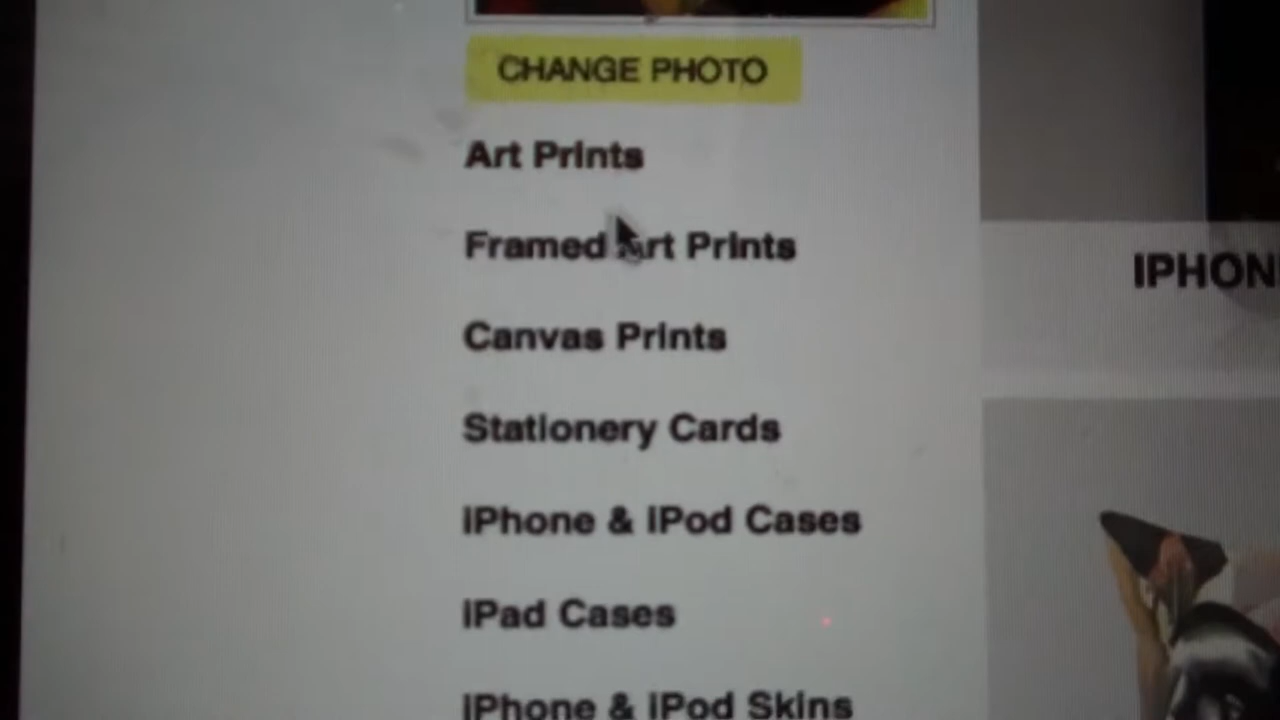 CHANGE PHOTO
Art Prints
Framed Art Prints
Canvas Prints
Stationery Cards
iPhone & iPod Cases
iPad Cases
iPhone & iPod Skins
IPHON